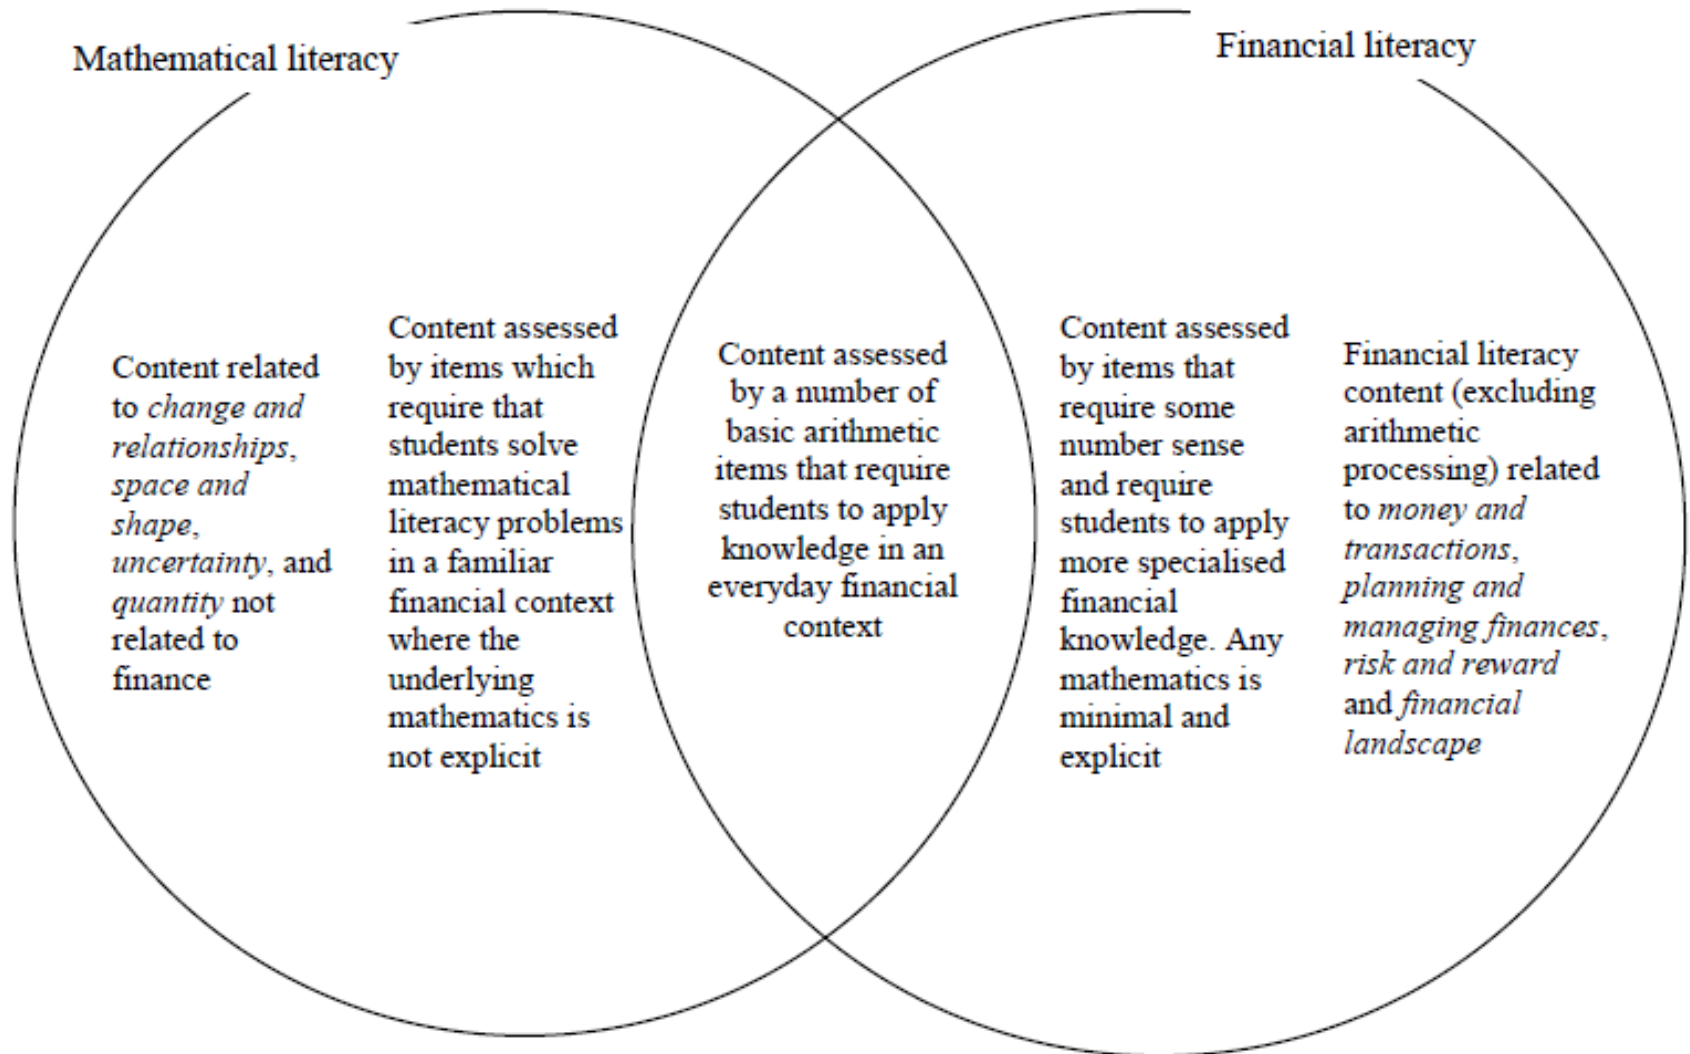 Mathematical literacy
Financial literacy
Content related
to change and
relationships,
space and
shape,
uncertainty, and
quantity not
related to
finance
Content assessed
by items which
require that
students solve
mathematical
literacy problems
in a familiar
financial context
where the
underlying
mathematics is
not explicit
Content assessed
by a number of
basic arithmetic
items that require
students to apply
knowledge in an
everyday financial
context
Content assessed
by items that
require some
number sense
and require
students to apply
more specialised
financial
knowledge. Any
mathematics is
minimal and
explicit
Financial literacy
content (excluding
arithmetic
processing) related
to money and
transactions,
planning and
managing finances,
risk and reward
and financial
landscape